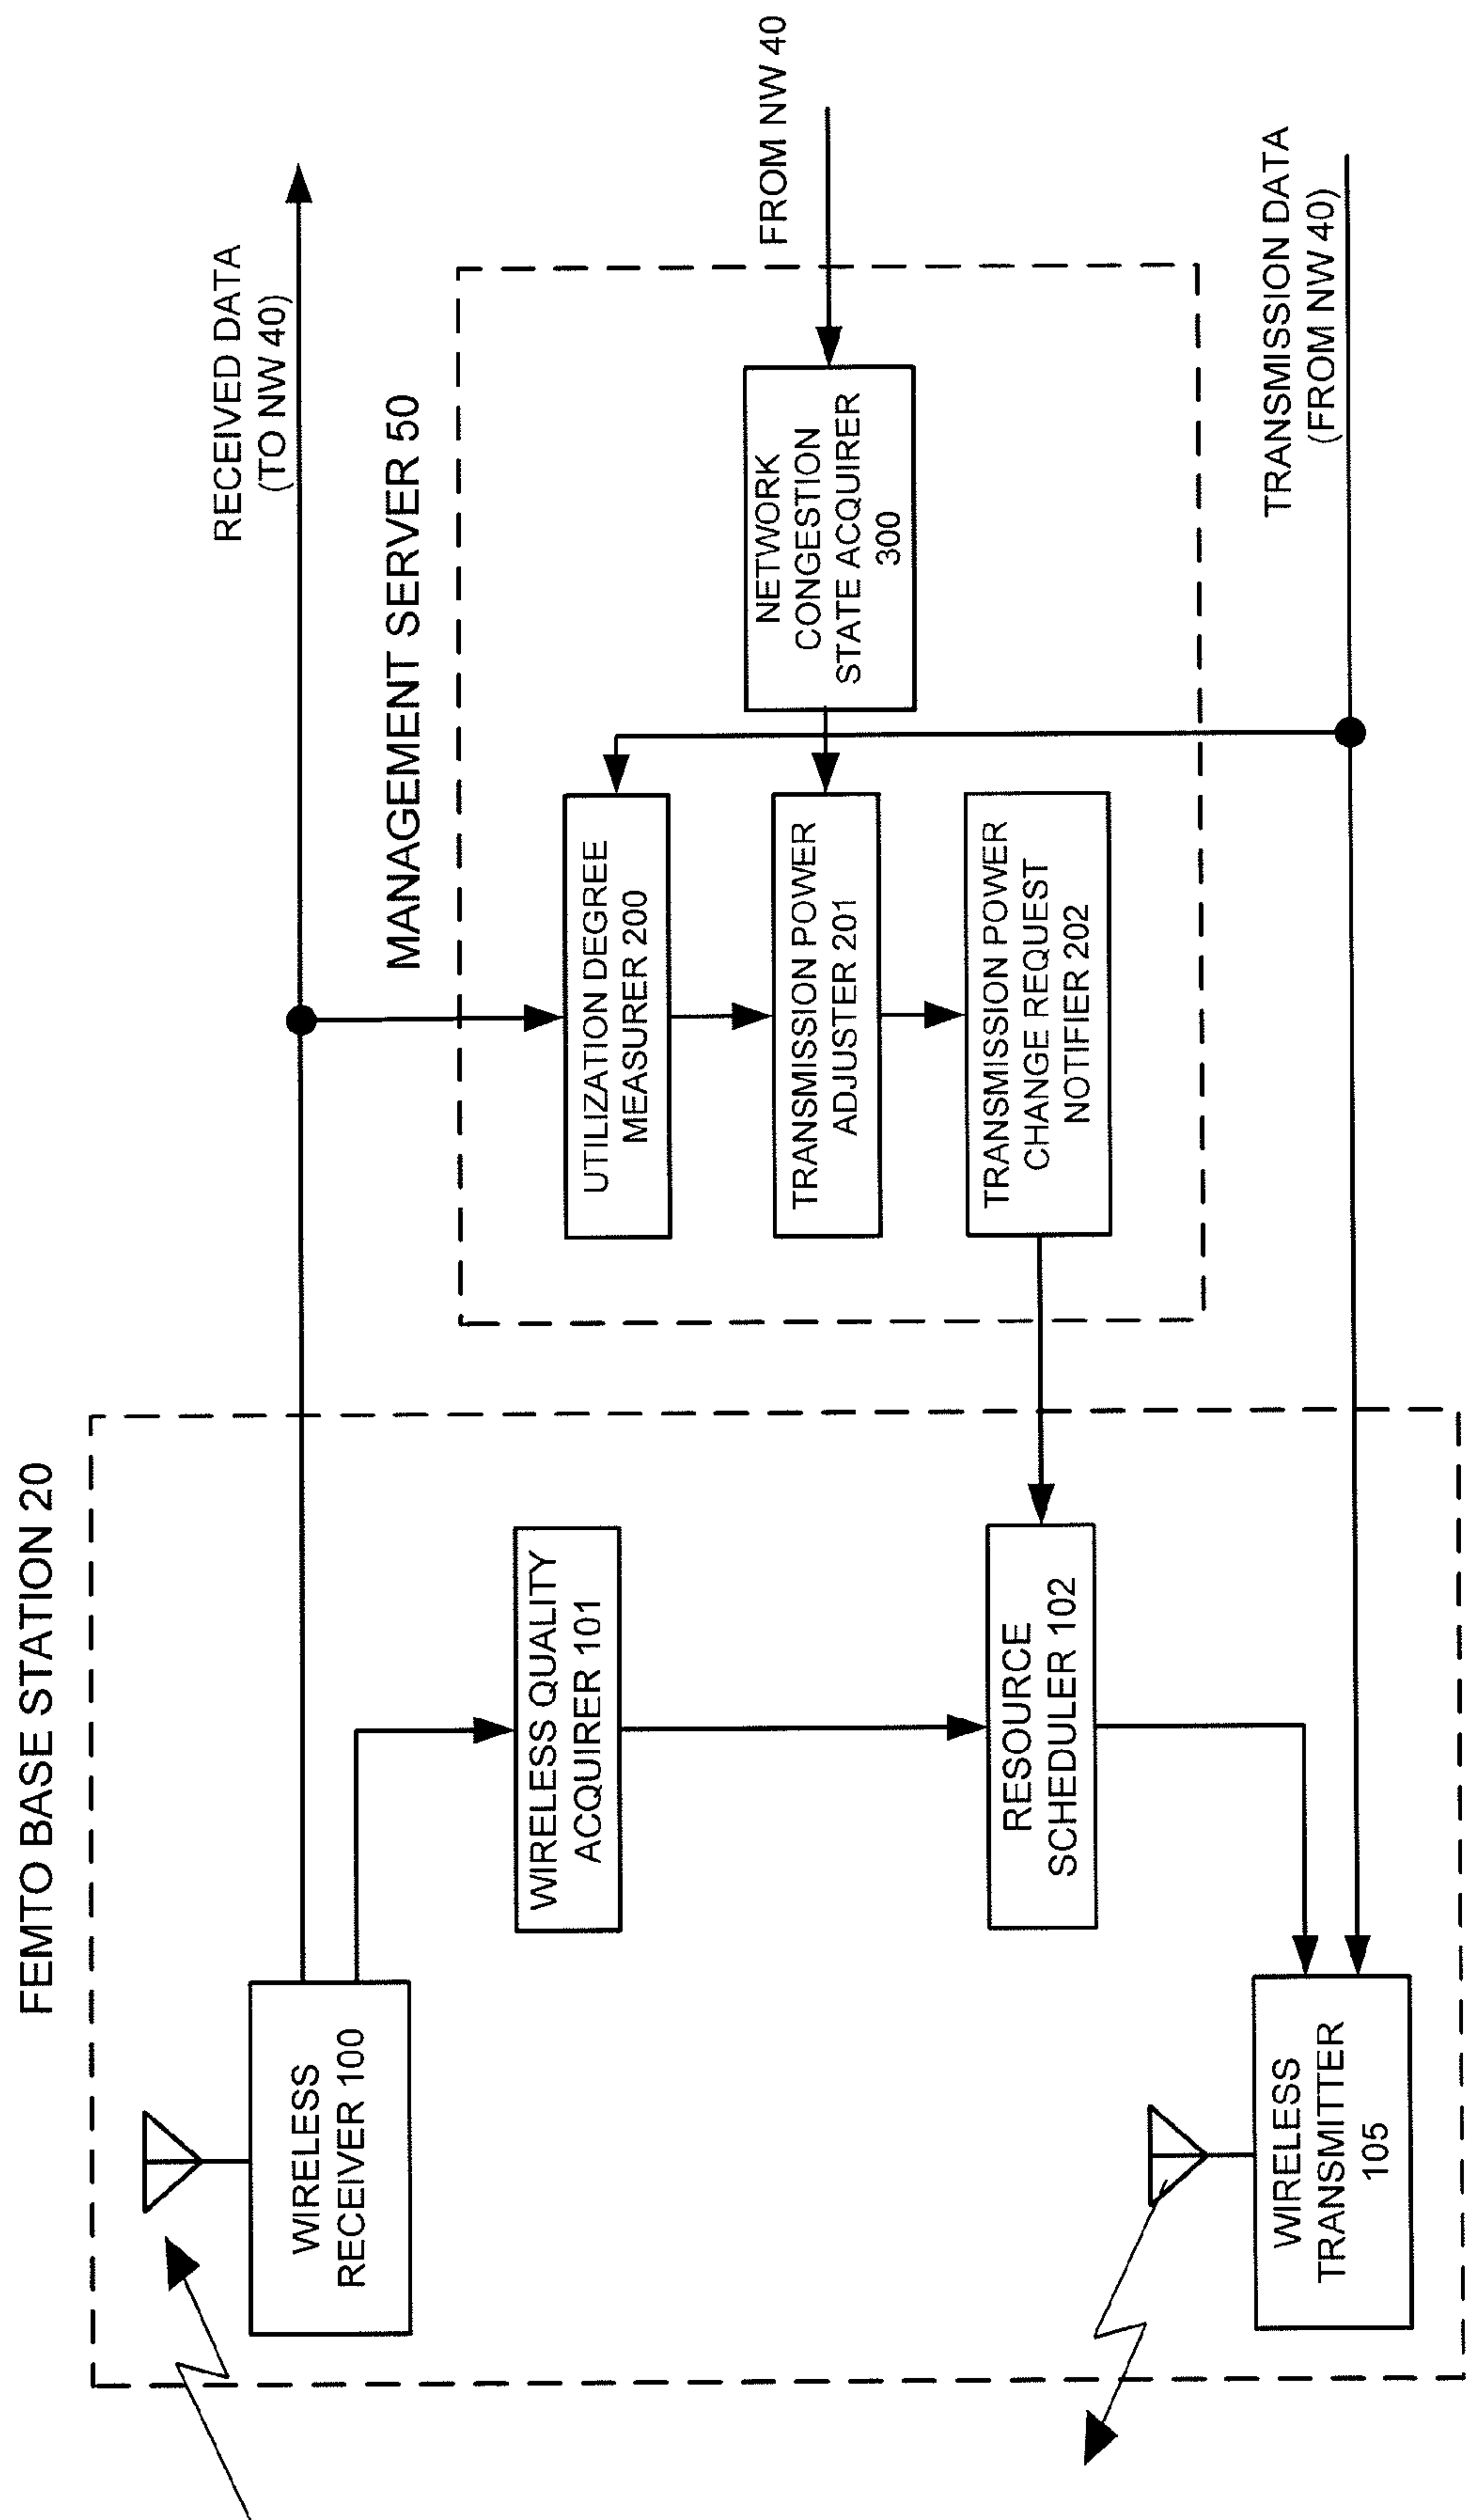 FEMTO BASE STATION 20
WIRELESS
RECEIVER 100
WIRELESS QUALITY
ACQUIRER 101
RESOURCE
SCHEDULER 102
WIRELESS
TRANSMITTER
105
MANAGEMENT SERVER 50
UTILIZATION DEGREE
MEASURER 200
TRANSMISSION POWER
ADJUSTER 201
TRANSMISSION POWER
CHANGE REQUEST
NOTIFIER 202
NETWORK
CONGESTION
STATE ACQUIRER
300
RECEIVED DATA
(TO NW 40)
FROM NW 40
TRANSMISSION DATA
(FROM NW 40)